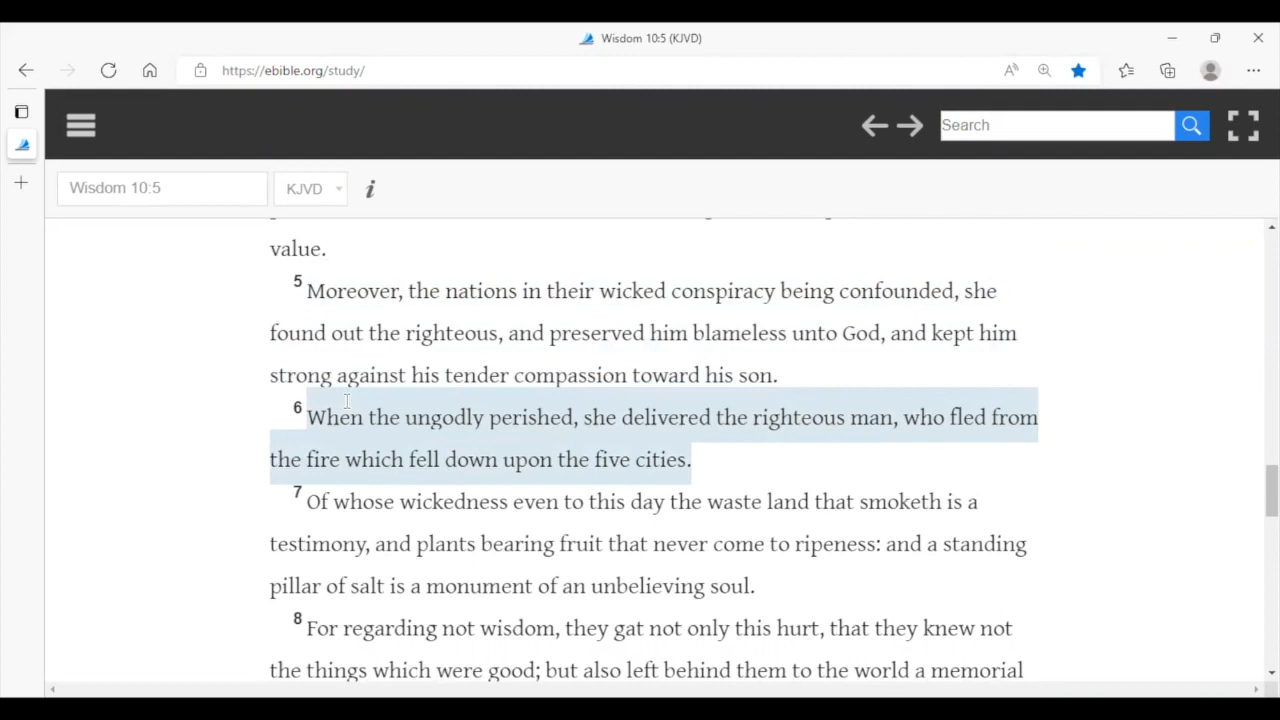 Wisdom 10:5 (KJVD)
https://ebible.org/study/
Search
Wisdom 10:5
KJVD
i
value.
5 Moreover, the nations in their wicked conspiracy being confounded, she
found out the righteous, and preserved him blameless unto God, and kept him
strong against his tender compassion toward his son.
6 When the ungodly perished, she delivered the righteous man, who fled from
the fire which fell down upon the five cities.
7 Of whose wickedness even to this day the waste land that smoketh is a
testimony, and plants bearing fruit that never come to ripeness: and a standing
pillar of salt is a monument of an unbelieving soul.
8 For regarding not wisdom, they gat not only this hurt, that they knew not
the things which were good; but also left behind them to the world a memorial